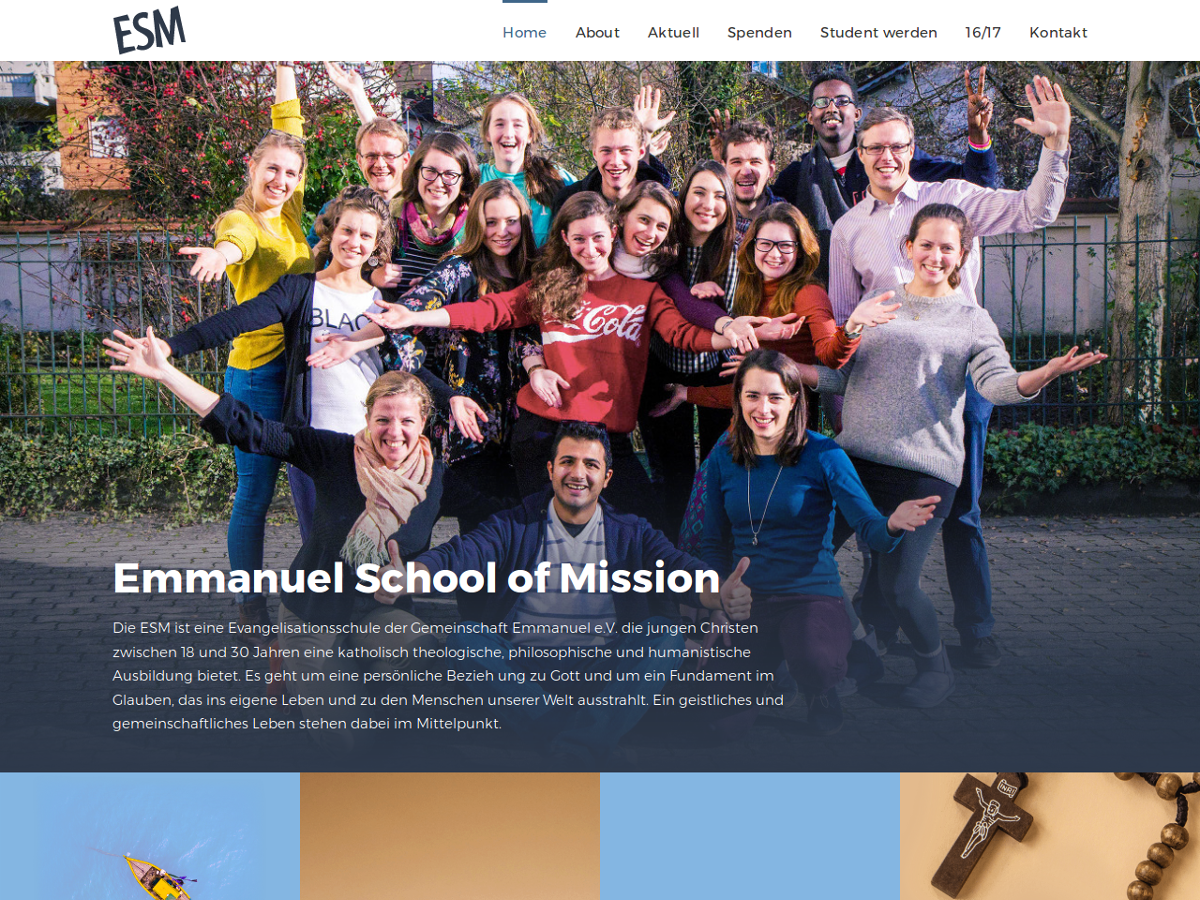 ESM
Home About Aktuell Spenden Student werden 16/17 Kontakt
BLAC
Coca-Cola
Emmanuel School of Mission
Die ESM ist eine Evangelisationsschule der Gemeinschaft Emmanuel e.V. die jungen Christen
zwischen 18 und 30 Jahren eine katholisch theologische, philosophische und humanistische
Ausbildung bietet. Es geht um eine persönliche Bezieh ung zu Gott und um ein Fundament im
Glauben, das ins eigene Leben und zu den Menschen unserer Welt ausstrahlt. Ein geistliches und
gemeinschaftliches Leben stehen dabei im Mittelpunkt.
INRI